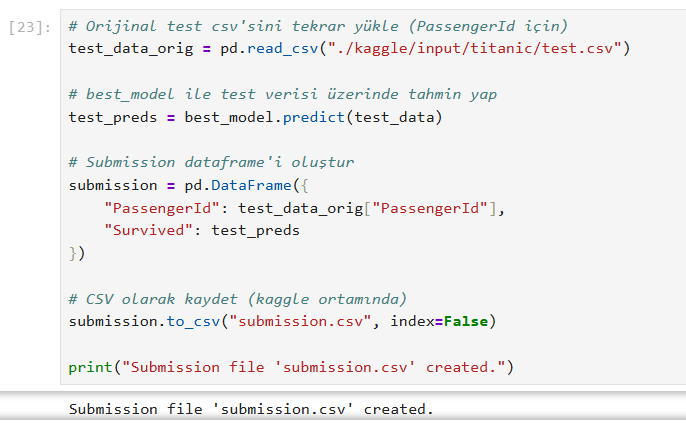 [23]: # Orijinal test csv'sini tekrar yükle (PassengerId için)
test_data_orig = pd.read_csv("./kaggle/input/titanic/test.csv")
# best_model ile test verisi üzerinde tahmin yap
test_preds = best_model.predict(test_data)
# Submission dataframe'i oluştur
submission = pd.DataFrame({
    "PassengerId": test_data_orig["PassengerId"],
    "Survived": test_preds
})
# CSV olarak kaydet (kaggle ortamında)
submission.to_csv("submission.csv", index=False)
print("Submission file 'submission.csv' created.")
Submission file 'submission.csv' created.